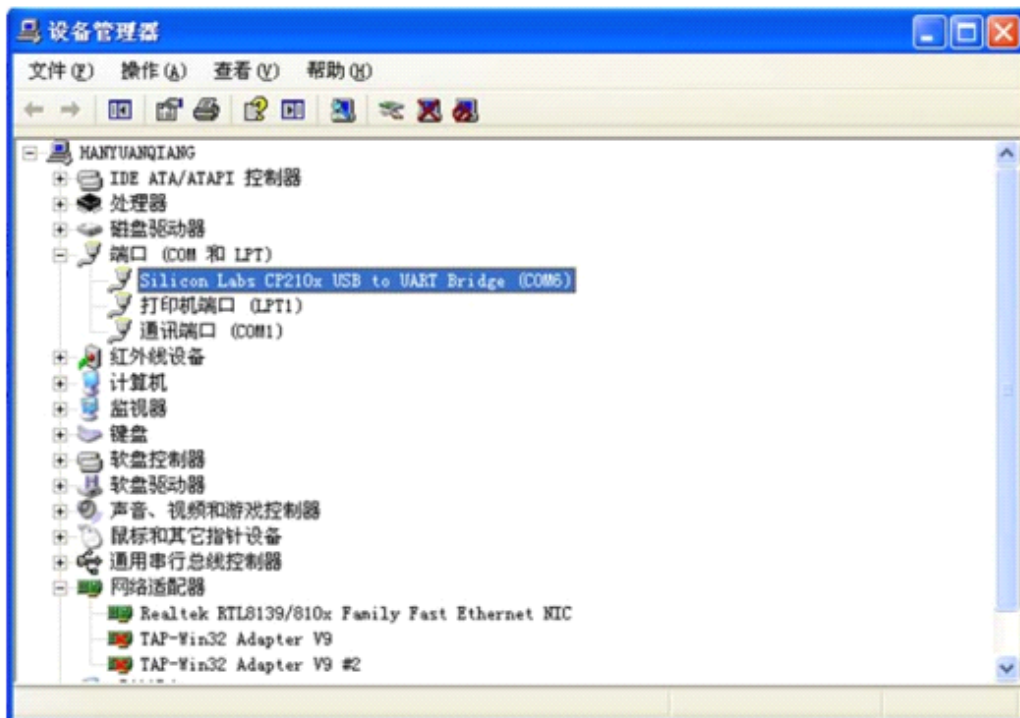 设备管理器
文件(F) 操作(A) 查看(V) 帮助(H)
HANYUANQIANG
IDE ATA/ATAPI 控制器
处理器
磁盘驱动器
端口 (COM 和 LPT)
Silicon Labs CP210x USB to UART Bridge (COM6)
打印机端口 (LPT1)
通讯端口 (COM1)
红外线设备
计算机
监视器
键盘
软盘控制器
软盘驱动器
声音、视频和游戏控制器
鼠标和其它指针设备
通用串行总线控制器
网络适配器
Realtek RTL8139/810x Family Fast Ethernet NIC
TAP-Win32 Adapter V9
TAP-Win32 Adapter V9 #2